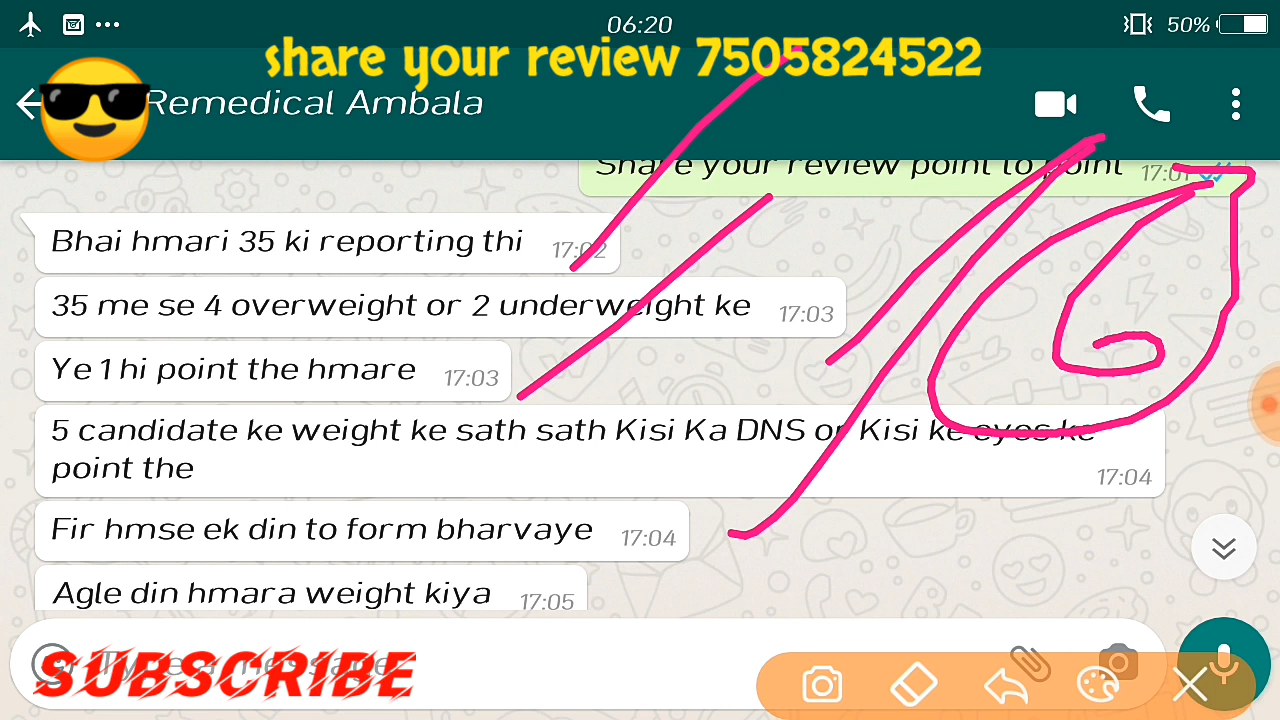 06:20
50%
share your review 7505824522
Remedical Ambala
Share your review point to point 17:01
Bhai hmari 35 ki reporting thi 17:02
35 me se 4 overweight or 2 underweight ke 17:03
Ye 1 hi point the hmare 17:03
5 candidate ke weight ke sath sath Kisi Ka DNS or Kisi ke eyes ke
point the 17:04
Fir hmse ek din to form bharvaye 17:04
Agle din hmara weight kiya 17:05
Type a message
SUBSCRIBE